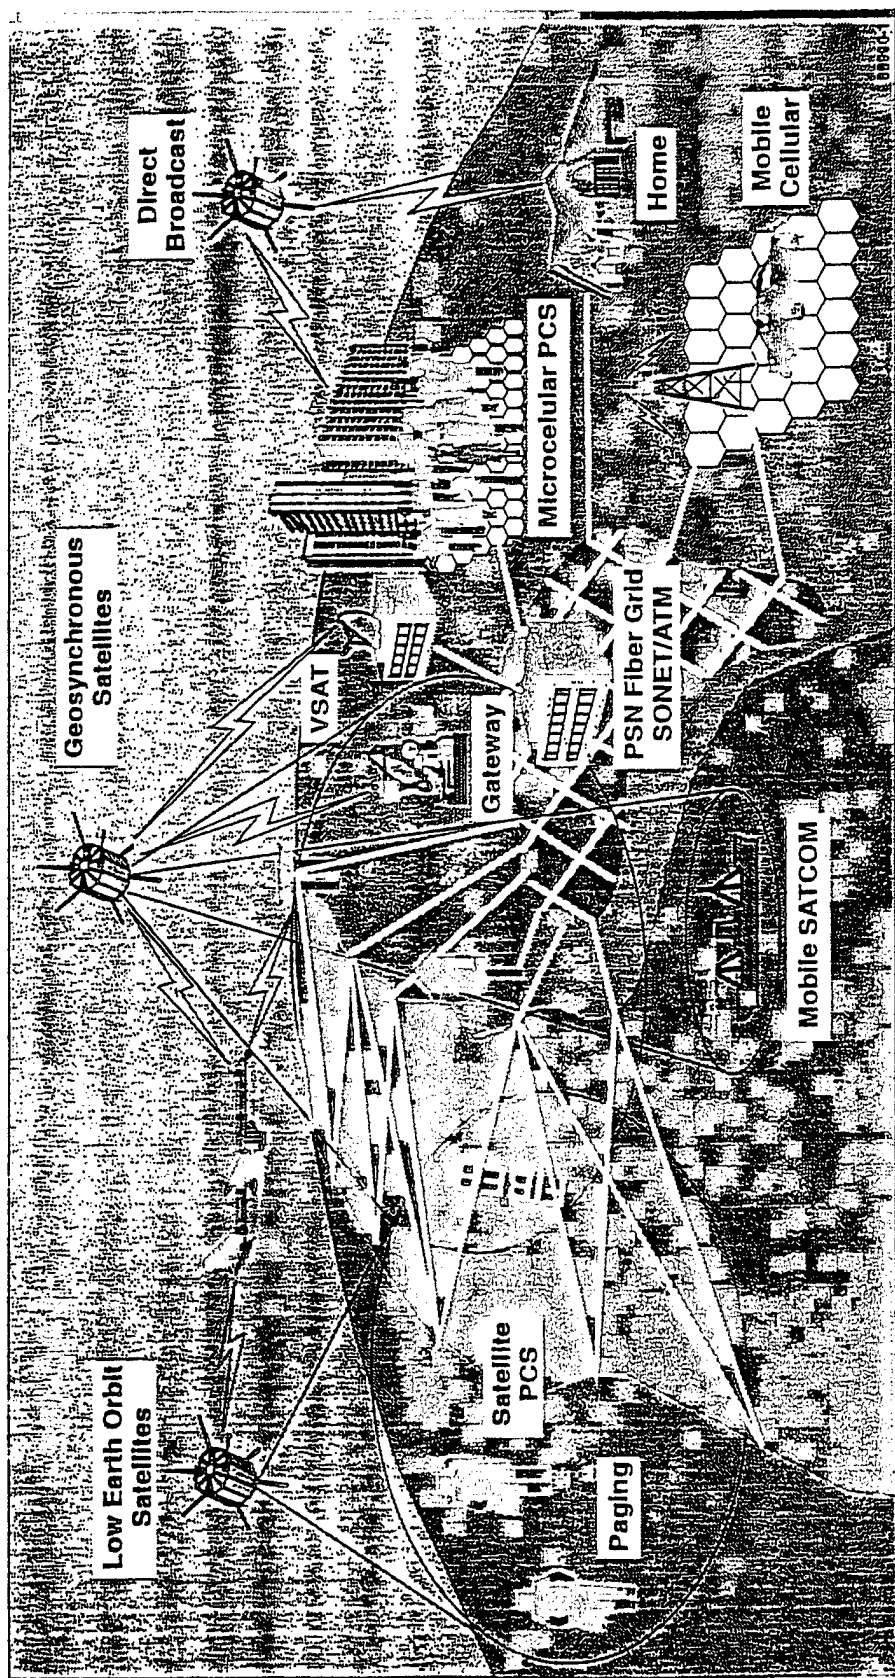 Low Earth Orbit
Satellites
Geosynchronous
Satellites
Direct
Broadcast
VSAT
Gateway
Microcelular PCS
Home
Satellite
PCS
Paging
PSN Fiber Grid
SONET/ATM
Mobile SATCOM
Mobile
Cellular